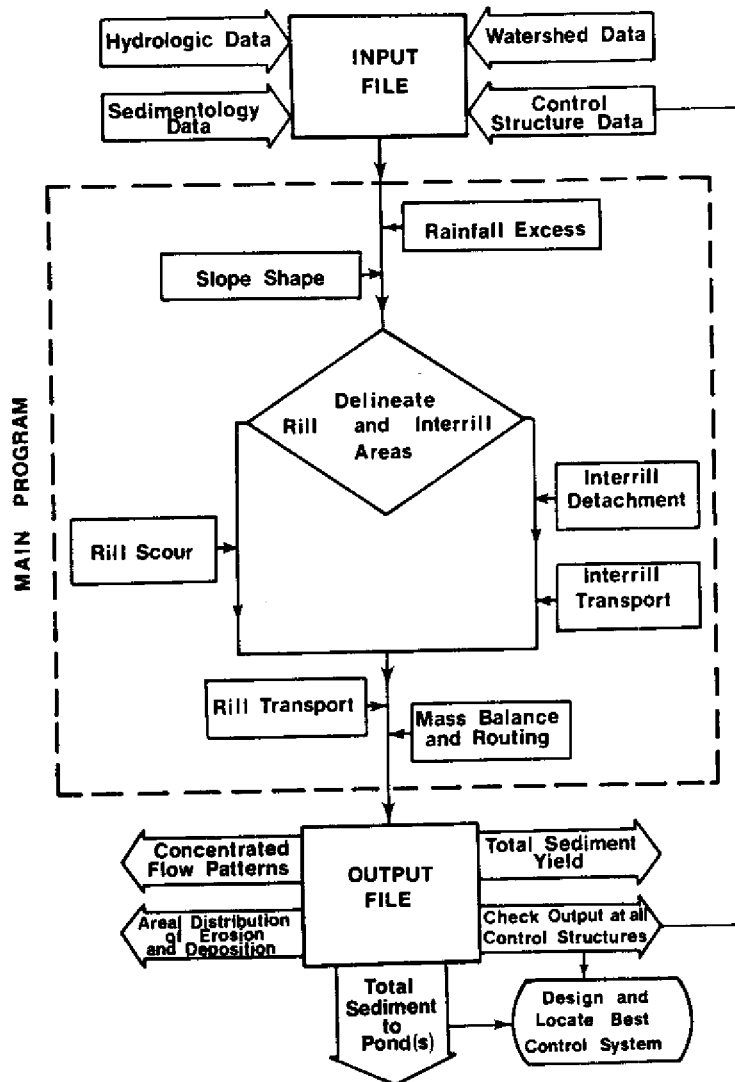 Hydrologic Data
Watershed Data
INPUT
FILE
Sedimentology
Data
Control
Structure Data
Rainfall Excess
Slope Shape
Delineate
Rill and Interrill
Areas
MAIN PROGRAM
Interrill
Detachment
Rill Scour
Interrill
Transport
Rill Transport
Mass Balance
and Routing
Concentrated
Flow Patterns
Total Sediment
Yield
OUTPUT
FILE
Areal Distribution
of Erosion
and Deposition
Check Output at all
Control Structures
Total
Sediment
to
Pond(s)
Design and
Locate Best
Control System